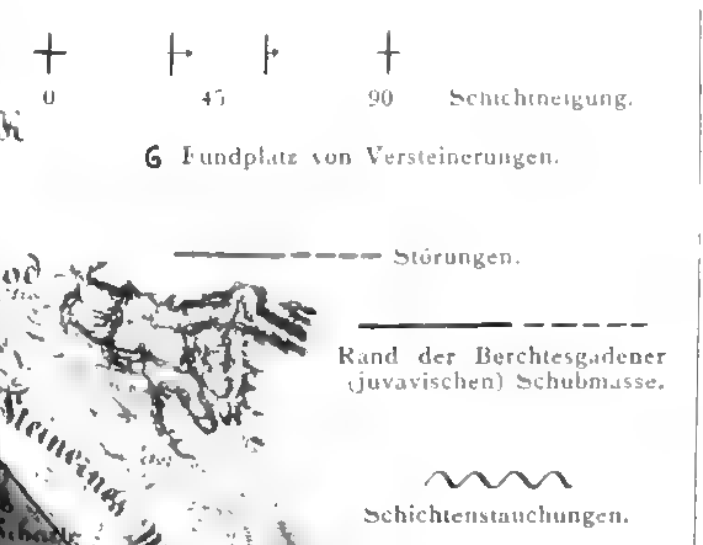 0 45 90 Schichtneigung.
G Fundplatz von Versteinerungen.
Störungen.
Rand der Berchtesgadener
(juvavischen) Schubmasse.
Schichtenstauchungen.